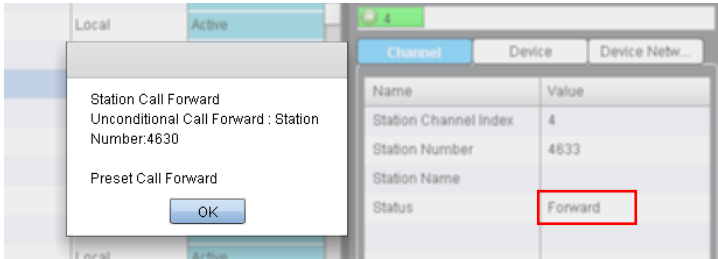 Local Active
Station Call Forward
Unconditional Call Forward : Station
Number:4630
Preset Call Forward
OK
Local Active
4
Channel Device Device Netw...
Name Value
Station Channel Index 4
Station Number 4633
Station Name
Status Forward